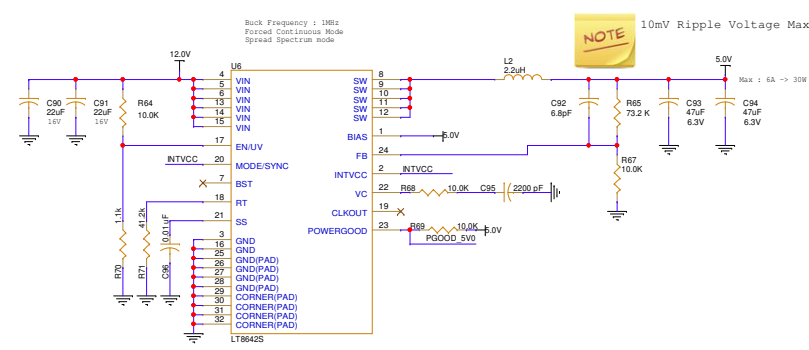 Buck Frequency : 1MHz
Forced Continuous Mode
Spread Spectrum mode
NOTE
10mV Ripple Voltage Max
12.0V
U6
L2
2.2uH
5.0V
Max : 6A -> 30W
4
VIN
5
VIN
6
VIN
13
VIN
14
VIN
15
VIN
8
SW
9
SW
10
SW
11
SW
12
SW
C90
22uF
16V
C91
22uF
16V
R64
10.0K
C92
6.8pF
R65
73.2 K
C93
47uF
6.3V
C94
47uF
6.3V
1
BIAS
5.0V
17
EN/UV
24
FB
INTVCC
20
MODE/SYNC
2
INTVCC
INTVCC
R67
10.0K
7
BST
22
VC
R68
10.0K
C95
2200 pF
18
RT
19
CLKOUT
21
SS
23
POWERGOOD
R69
10.0K
5.0V
PGOOD_5V0
1.1k
R70
41.2k
R71
0.01uF
C96
3
GND
16
GND
25
GND(PAD)
26
GND(PAD)
27
GND(PAD)
28
GND(PAD)
29
CORNER(PAD)
30
CORNER(PAD)
31
CORNER(PAD)
32
CORNER(PAD)
LT8642S